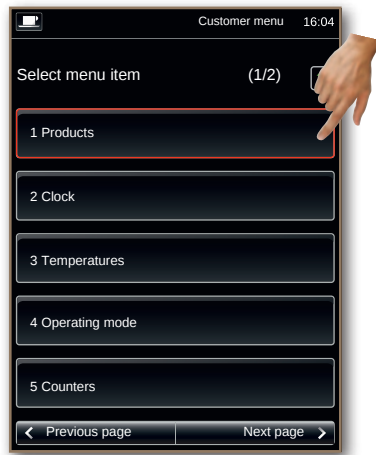 Customer menu 16:04
Select menu item (1/2)
1 Products
2 Clock
3 Temperatures
4 Operating mode
5 Counters
Previous page Next page